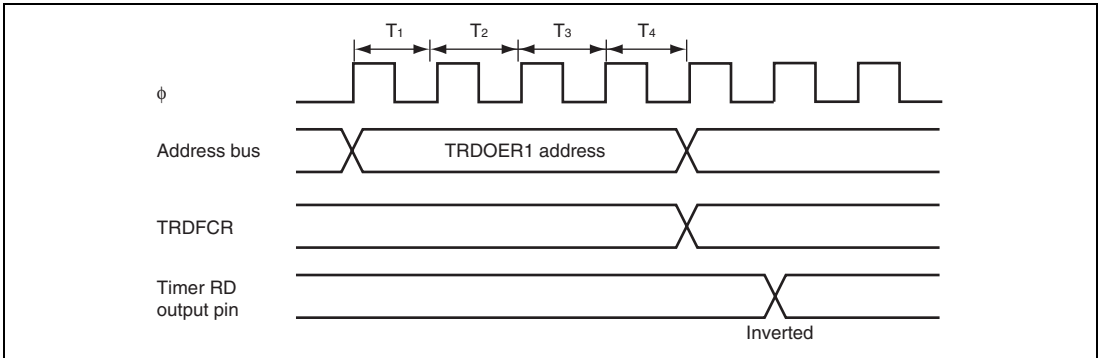 T1 T2 T3 T4
φ
Address bus
TRDOER1 address
TRDFCR
Timer RD
output pin
Inverted